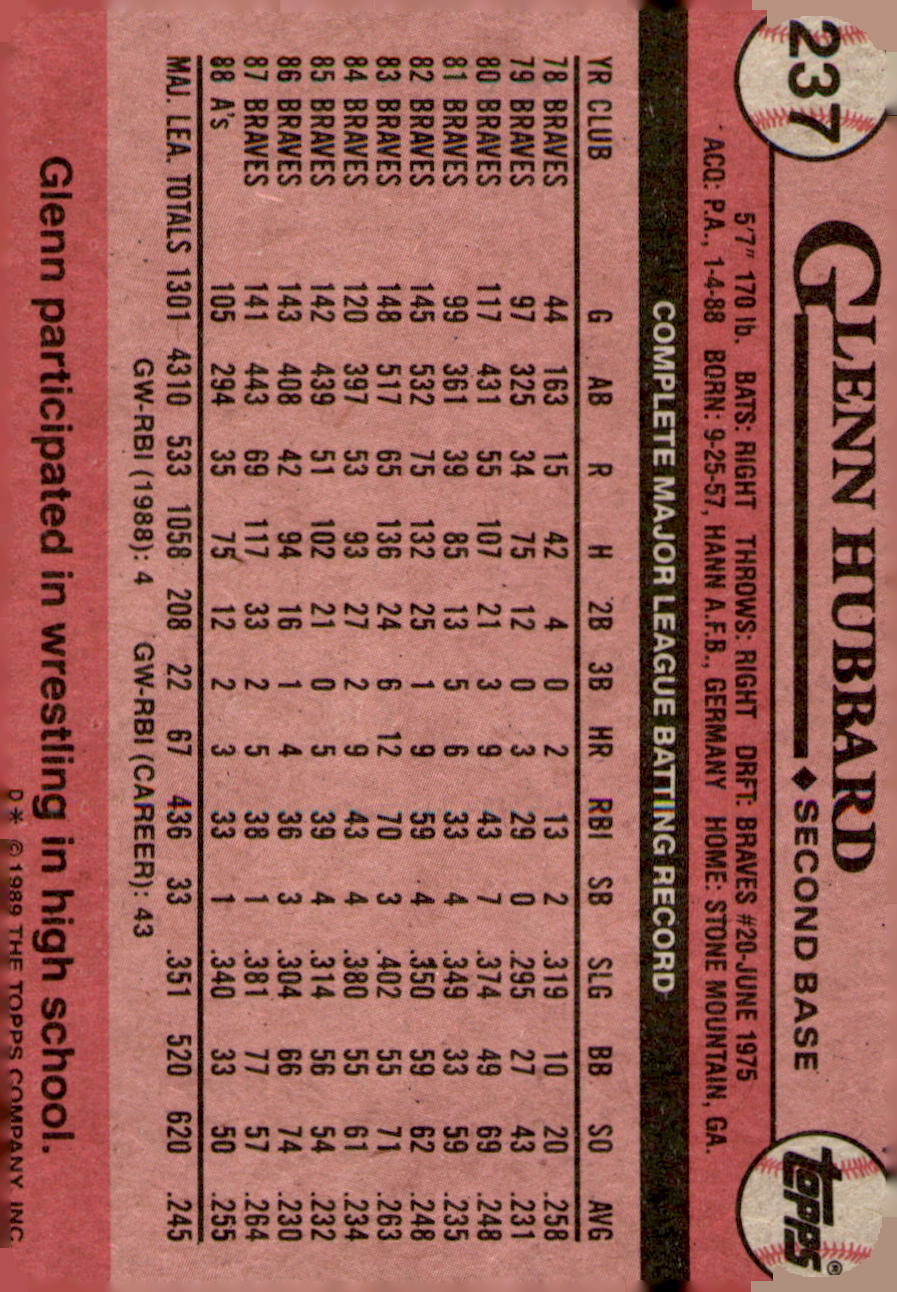 237
GLENN HUBBARD
♦ SECOND BASE
TOPPS®
5'7" 170 lb. BATS: RIGHT THROWS: RIGHT DRFT: BRAVES #20-JUNE 1975
ACQ: P.A., 1-4-88 BORN: 9-25-57, HANN A.F.B., GERMANY HOME: STONE MOUNTAIN, GA.
COMPLETE MAJOR LEAGUE BATTING RECORD
YR CLUB G AB R H 2B 3B HR RBI SB SLG BB SO AVG
78 BRAVES 44 163 15 42 4 0 2 13 2 .319 10 20 .258
79 BRAVES 97 325 34 75 12 0 3 29 0 .295 27 43 .231
80 BRAVES 117 431 55 107 21 3 9 43 7 .374 49 69 .248
81 BRAVES 99 361 39 85 13 5 6 33 4 .349 33 59 .235
82 BRAVES 145 532 75 132 25 1 9 59 4 .350 59 62 .248
83 BRAVES 148 517 65 136 24 6 12 70 3 .402 55 71 .263
84 BRAVES 120 397 53 93 27 2 9 43 4 .380 55 61 .234
85 BRAVES 142 439 51 102 21 0 5 39 4 .314 56 54 .232
86 BRAVES 143 408 42 94 16 1 4 36 3 .304 66 74 .230
87 BRAVES 141 443 69 117 33 2 5 38 1 .381 77 57 .264
88 A's 105 294 35 75 12 2 3 33 1 .340 33 50 .255
MAJ. LEA. TOTALS 1301 4310 533 1058 208 22 67 436 33 .351 520 620 .245
GW-RBI (1988): 4 GW-RBI (CAREER): 43
Glenn participated in wrestling in high school.
D* © 1989 THE TOPPS COMPANY, INC.